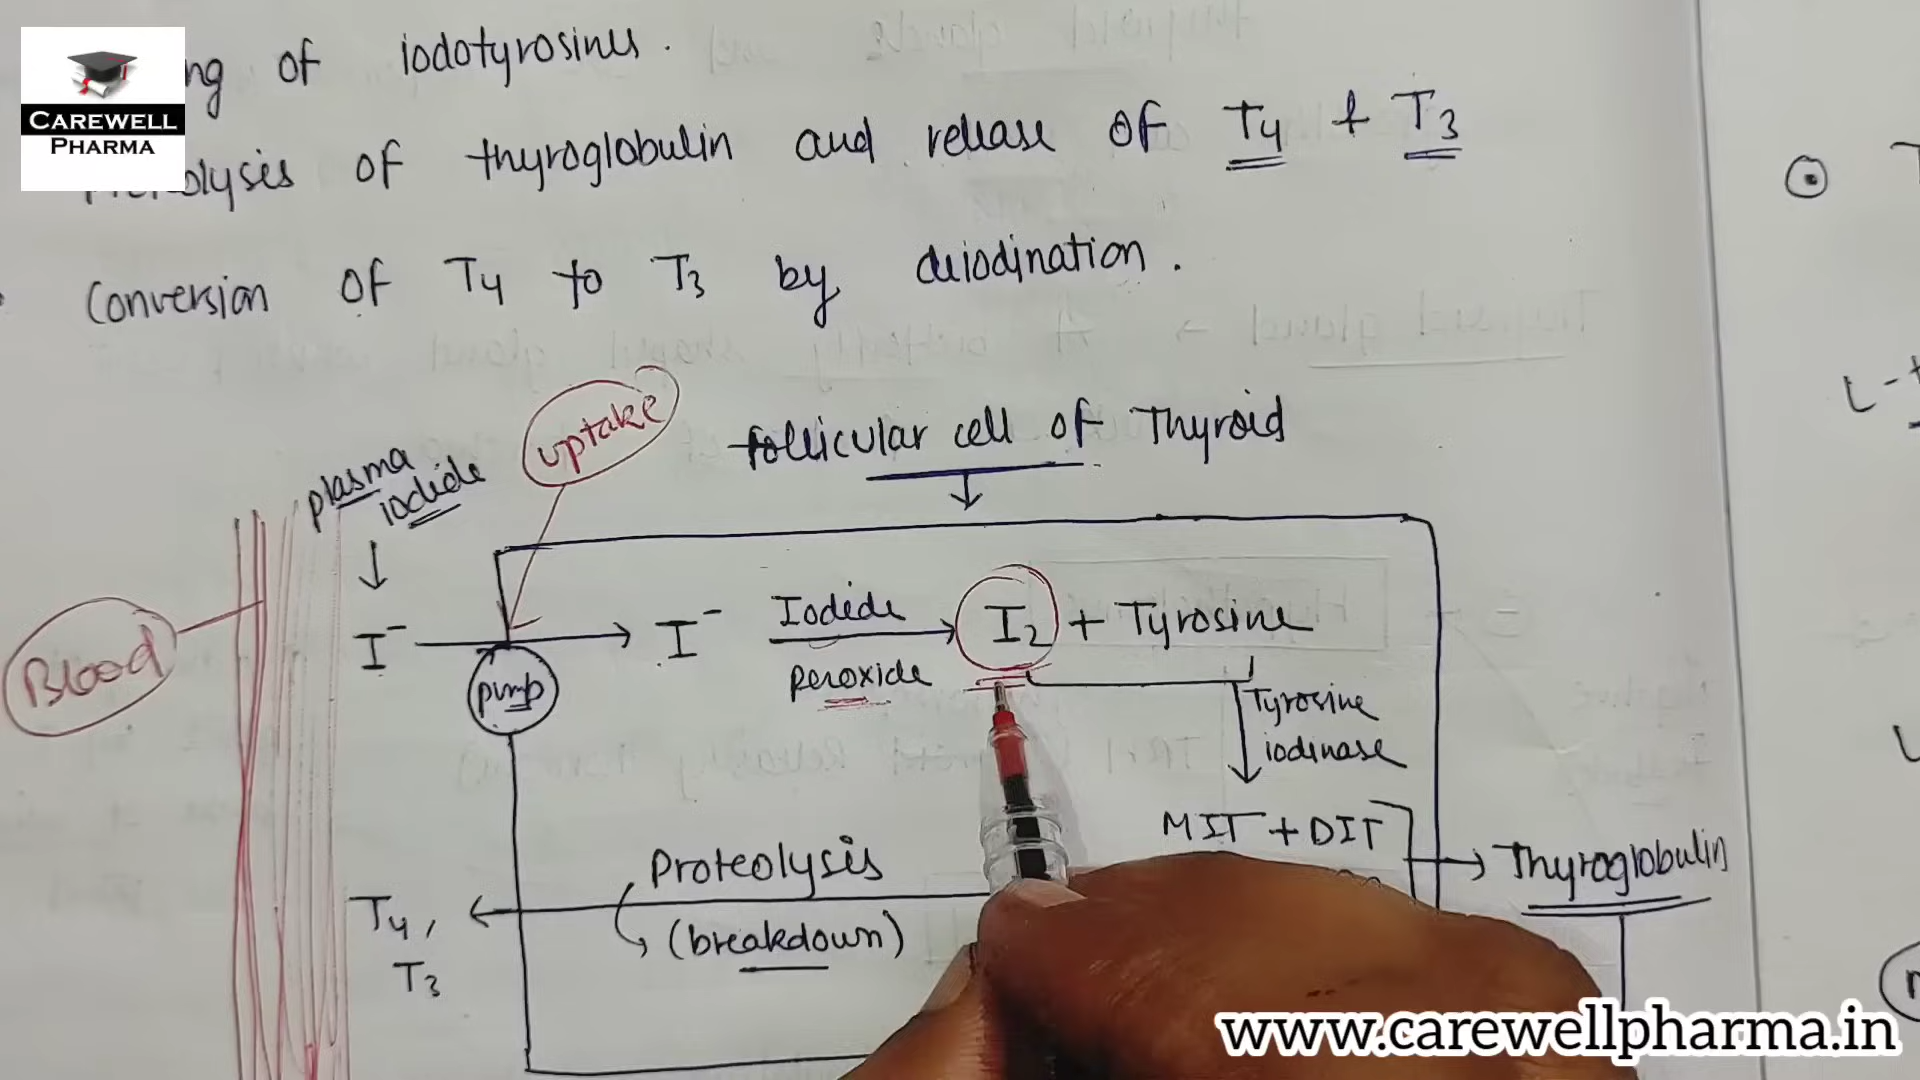 CAREWELL
PHARMA
ng of iodotyrosines.
olysis of thyroglobulin and release of T4 & T3
Conversion of T4 to T3 by deiodination.
uptake
follicular cell of Thyroid
plasma
iodide
Blood
I⁻
pump
I⁻
Iodide
peroxide
I2 + Tyrosine
Tyrosine
iodinase
MIT + DIT
Thyroglobulin
Proteolysis
(breakdown)
T4,
T3
www.carewellpharma.in